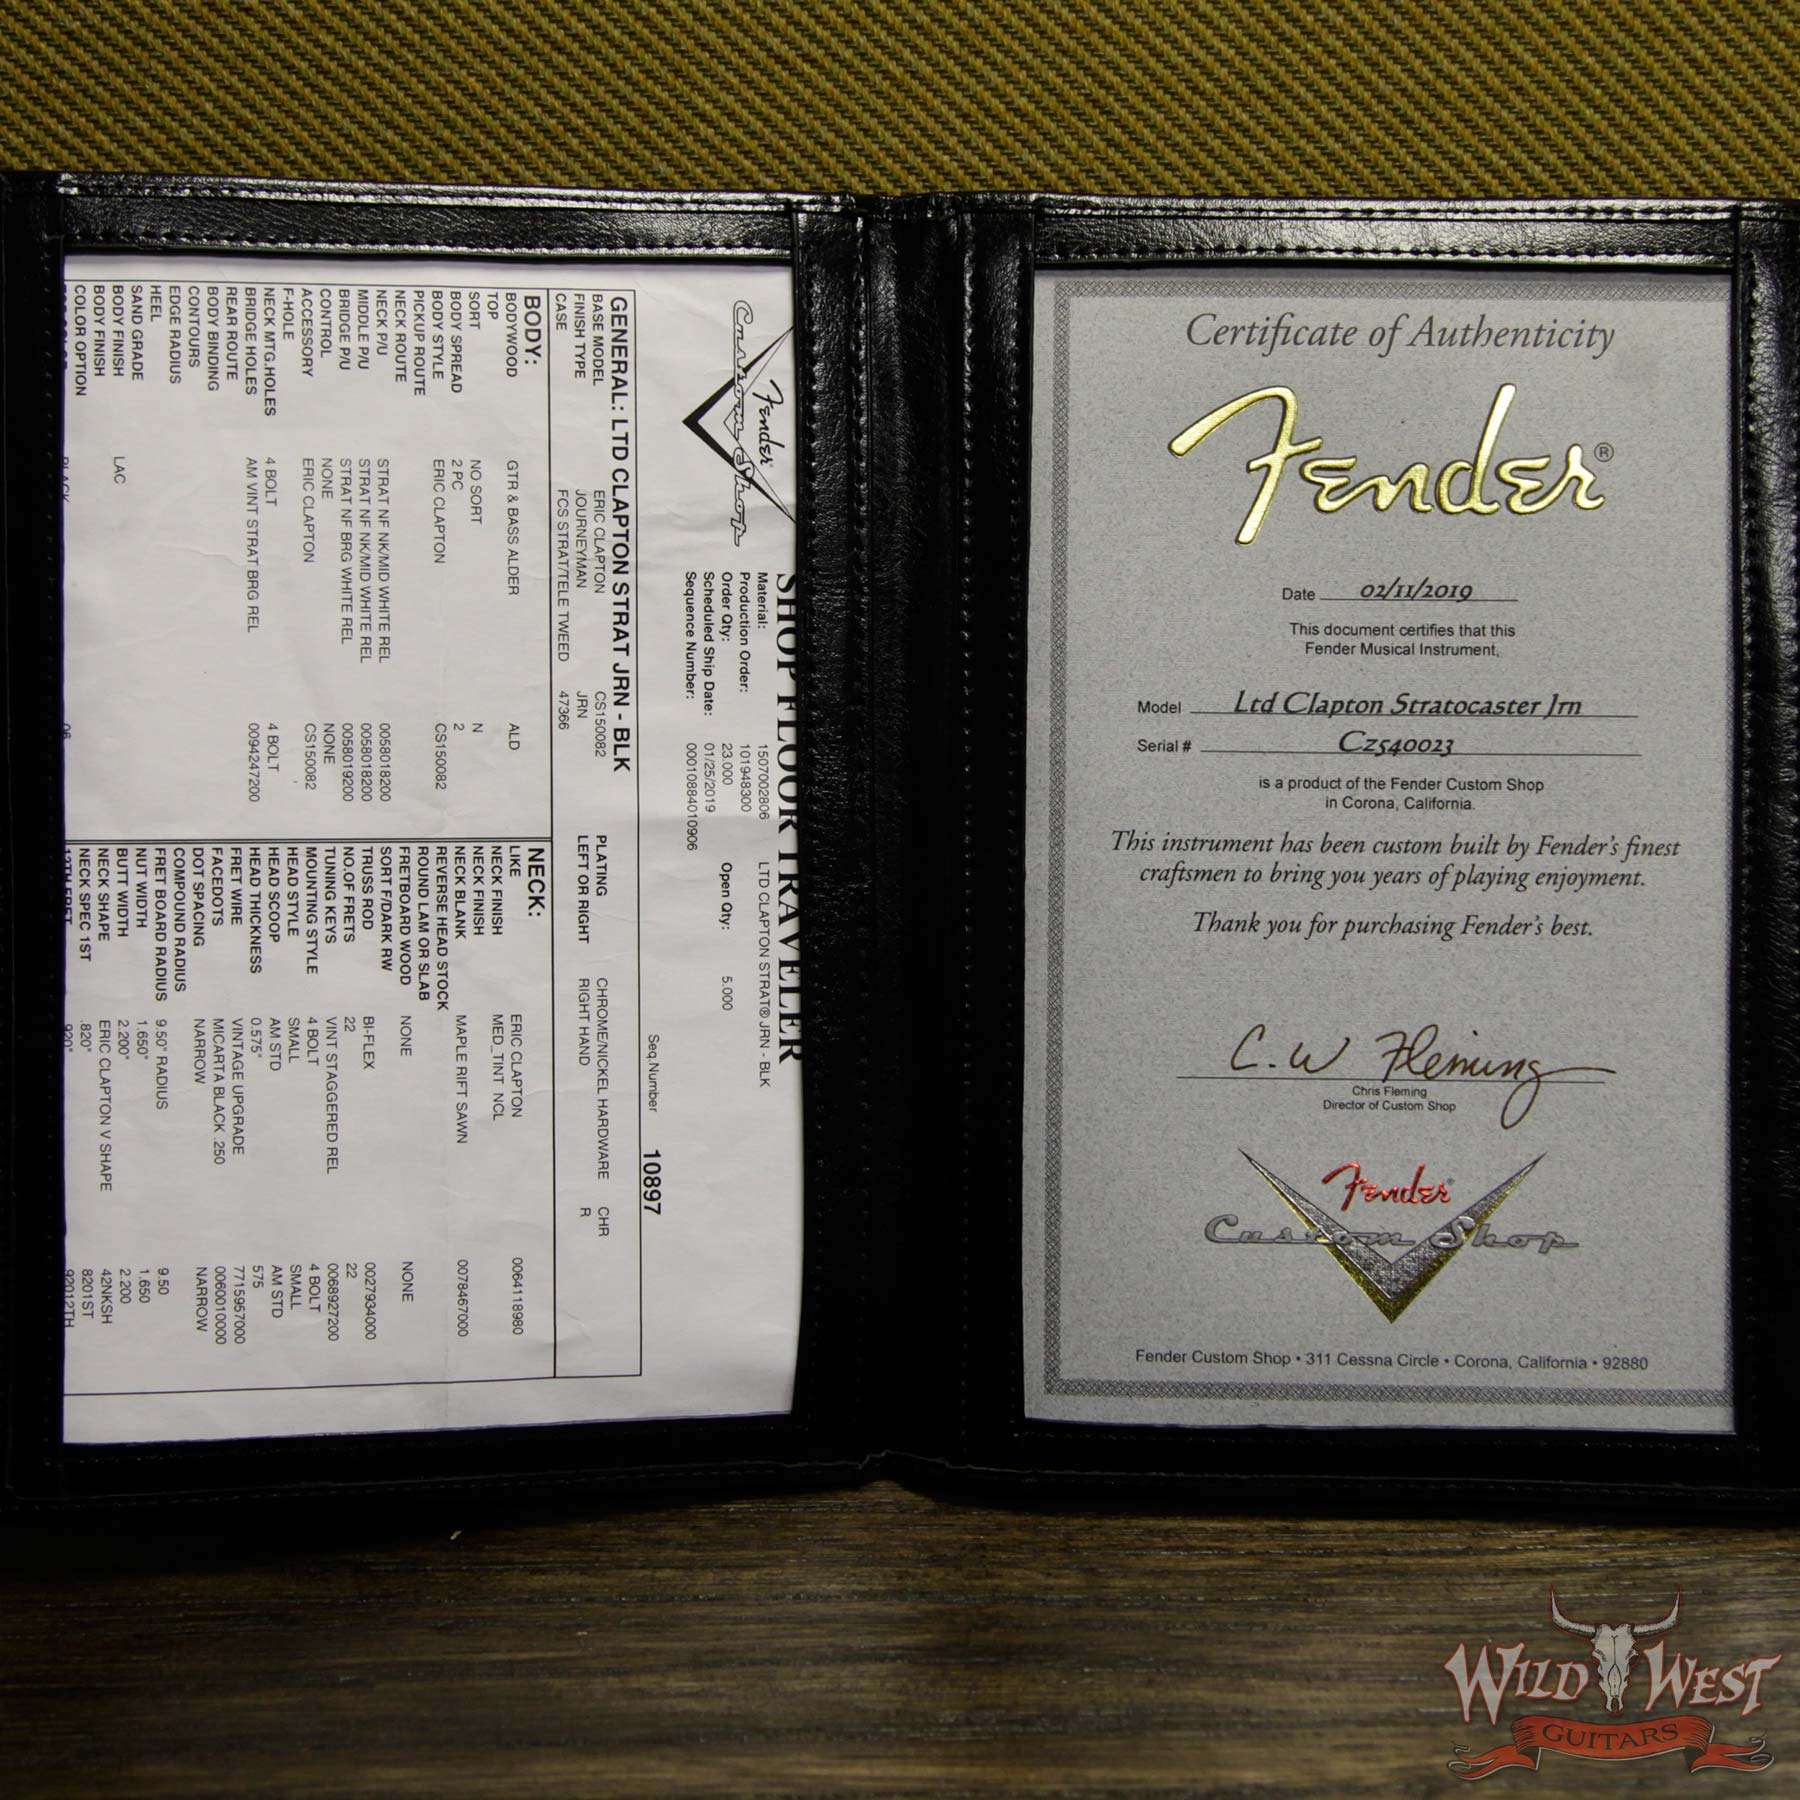 Fender
Custom Shop
SHOP FLOOR TRAVELER
Material: 1507002806 LTD CLAPTON STRAT® JRN - BLK
Production Order: 101948300
Order Qty: 23.000 Open Qty: 5.000
Scheduled Ship Date: 01/25/2019
Sequence Number: 00010884010906
Seq.Number 10897
GENERAL: LTD CLAPTON STRAT JRN - BLK
BASE MODEL ERIC CLAPTON CS150082 PLATING CHROME/NICKEL HARDWARE CHR
FINISH TYPE JOURNEYMAN JRN LEFT OR RIGHT RIGHT HAND R
CASE FCS STRAT/TELE TWEED 47366
BODY:
BODYWOOD GTR & BASS ALDER ALD
TOP
SORT NO SORT N
BODY SPREAD 2 PC 2
BODY STYLE ERIC CLAPTON CS150082
PICKUP ROUTE
NECK ROUTE
NECK P/U STRAT NF NK/MID WHITE REL 0058018200
MIDDLE P/U STRAT NF NK/MID WHITE REL 0058018200
BRIDGE P/U STRAT NF BRG WHITE REL 0058019200
CONTROL NONE NONE
ACCESSORY ERIC CLAPTON CS150082
F-HOLE
NECK MTG.HOLES 4 BOLT 4 BOLT
BRIDGE HOLES AM VINT STRAT BRG REL 0094247200
REAR ROUTE
BODY BINDING
CONTOURS
EDGE RADIUS
HEEL
SAND GRADE
BODY FINISH LAC
BODY FINISH
COLOR OPTION
BLACK 06
NECK:
LIKE ERIC CLAPTON 0064118980
NECK FINISH MED_TINT NCL
NECK FINISH
NECK BLANK MAPLE RIFT SAWN 0078467000
REVERSE HEAD STOCK
ROUND LAM OR SLAB
FRETBOARD WOOD NONE NONE
SORT F/DARK RW
TRUSS ROD BI-FLEX 0027934000
NO.OF FRETS 22 22
TUNING KEYS VINT STAGGERED REL 0068927200
MOUNTING STYLE 4 BOLT 4 BOLT
HEAD STYLE SMALL SMALL
HEAD SCOOP AM STD AM STD
HEAD THICKNESS 0.575" 575
FRET WIRE VINTAGE UPGRADE 7715967000
FACEDOTS MICARTA BLACK .250 0060010000
DOT SPACING NARROW NARROW
COMPOUND RADIUS
FRET BOARD RADIUS 9.50" RADIUS 9.50
NUT WIDTH 1.650" 1.650
BUTT WIDTH 2.200" 2.200
NECK SHAPE ERIC CLAPTON V SHAPE 42NKSH
NECK SPEC 1ST .820" 8201ST
12TH FRET .920" 92012TH
Certificate of Authenticity
Fender®
Date 02/11/2019
This document certifies that this
Fender Musical Instrument,
Model Ltd Clapton Stratocaster Jrn
Serial # CZ540023
is a product of the Fender Custom Shop
in Corona, California.
This instrument has been custom built by Fender's finest
craftsmen to bring you years of playing enjoyment.
Thank you for purchasing Fender's best.
C. W Fleming
Chris Fleming
Director of Custom Shop
Fender
Custom Shop
Fender Custom Shop • 311 Cessna Circle • Corona, California • 92880
WILD WEST
GUITARS